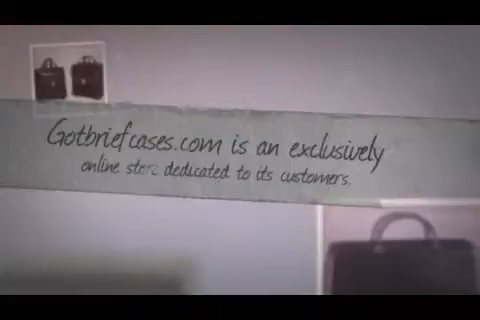 Gotbriefcases.com is an exclusively
online store dedicated to its customers.